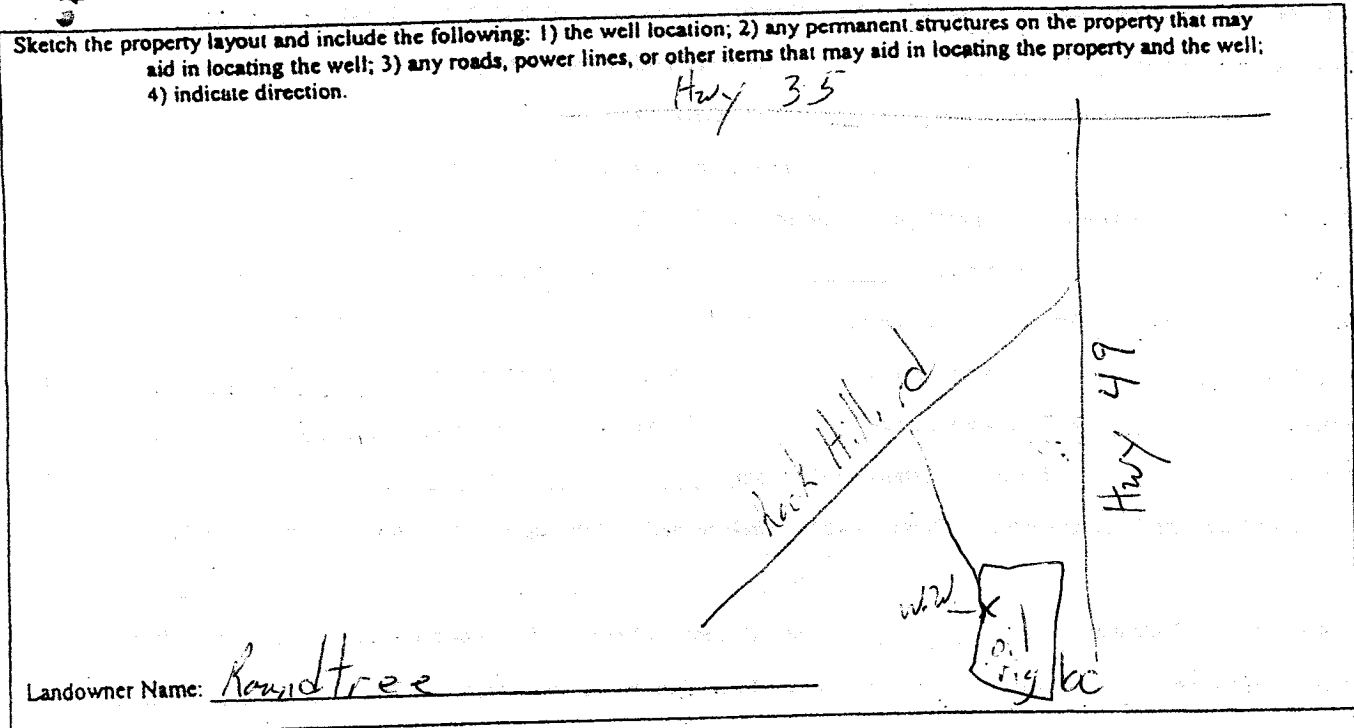 Sketch the property layout and include the following: 1) the well location; 2) any permanent structures on the property that may
aid in locating the well; 3) any roads, power lines, or other items that may aid in locating the property and the well;
4) indicate direction.
Hwy 35
Hwy 49
Rock Hill rd
W.W X
oil
rig loc
Landowner Name: Roundtree